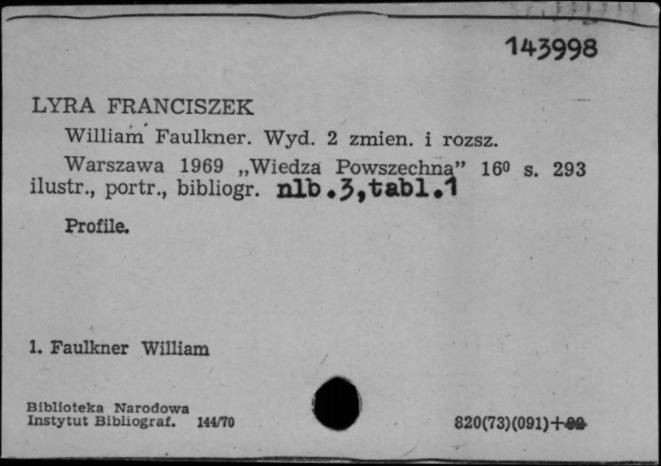 143998
LYRA FRANCISZEK
William Faulkner. Wyd. 2 zmien. i rozsz.
Warszawa 1969 „Wiedza Powszechna” 16⁰ s. 293
ilustr., portr., bibliogr. nlb.3,tabl.1
Profile.
1. Faulkner William
Biblioteka Narodowa
Instytut Bibliograf. 144/70
820(73)(091)+